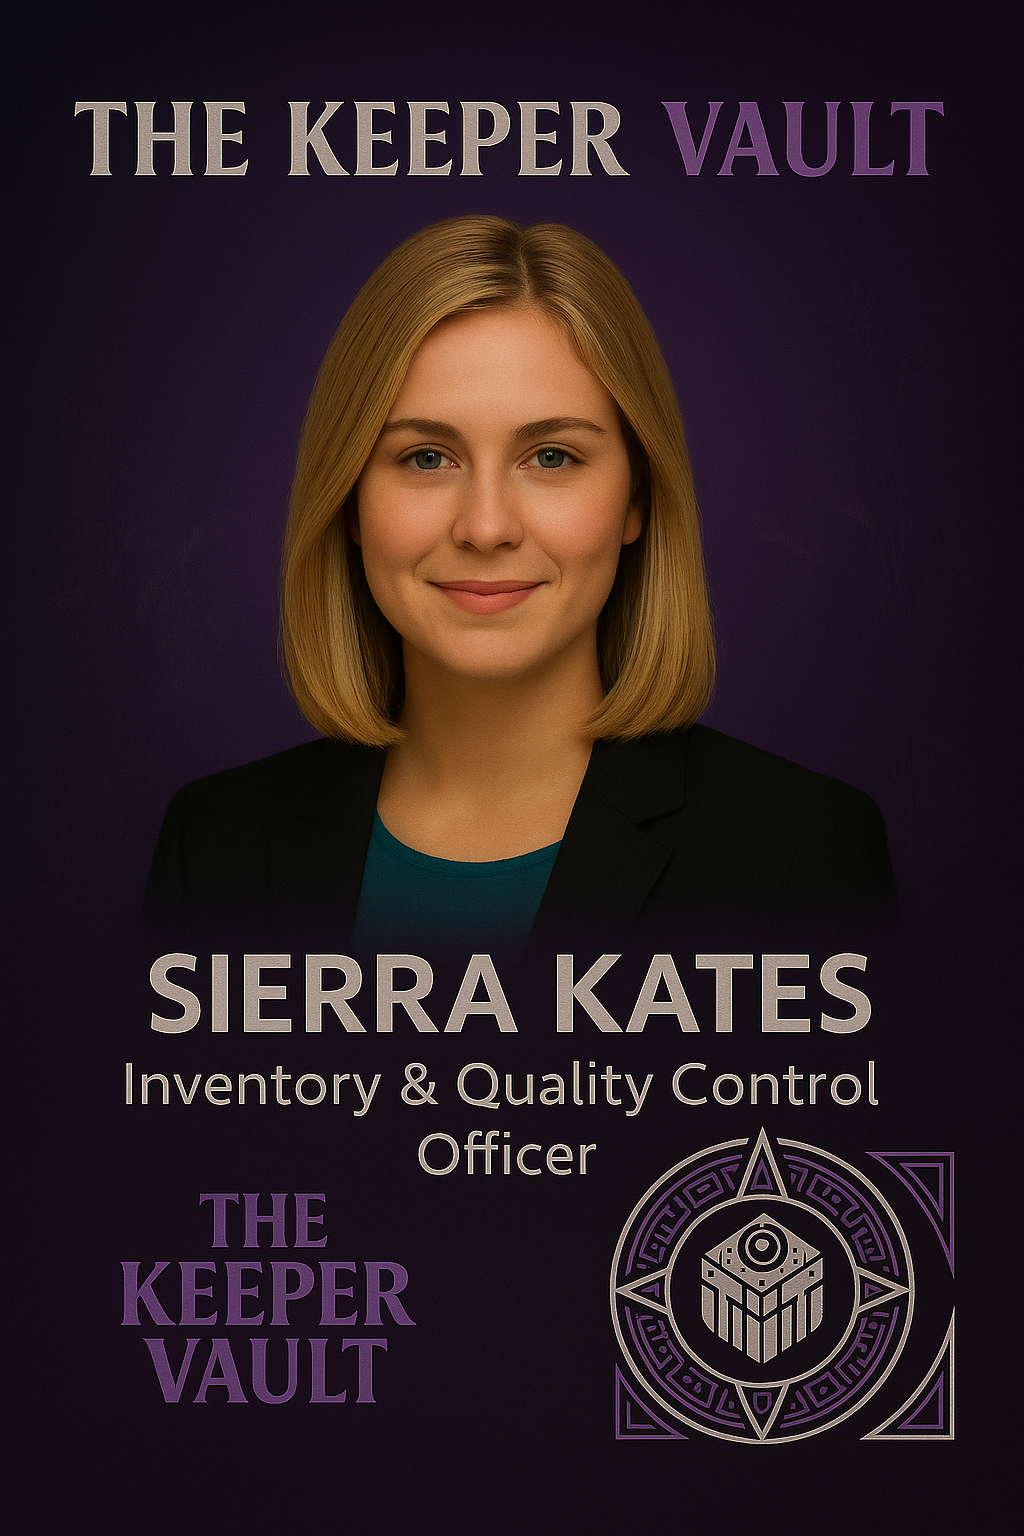 THE KEEPER VAULT
SIERRA KATES
Inventory & Quality Control
Officer
THE
KEEPER
VAULT